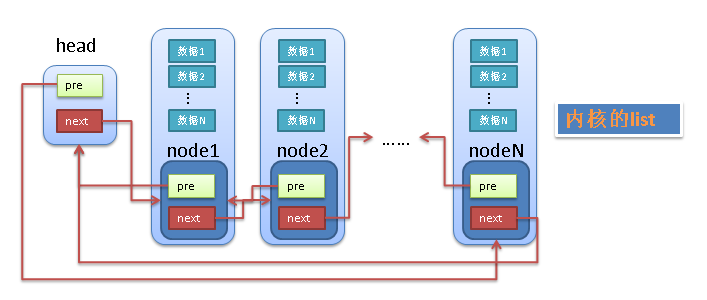 head
pre
next
数据1
数据2
⋮
数据N
node1
pre
next
数据1
数据2
⋮
数据N
node2
pre
next
......
数据1
数据2
⋮
数据N
nodeN
pre
next
内核的list